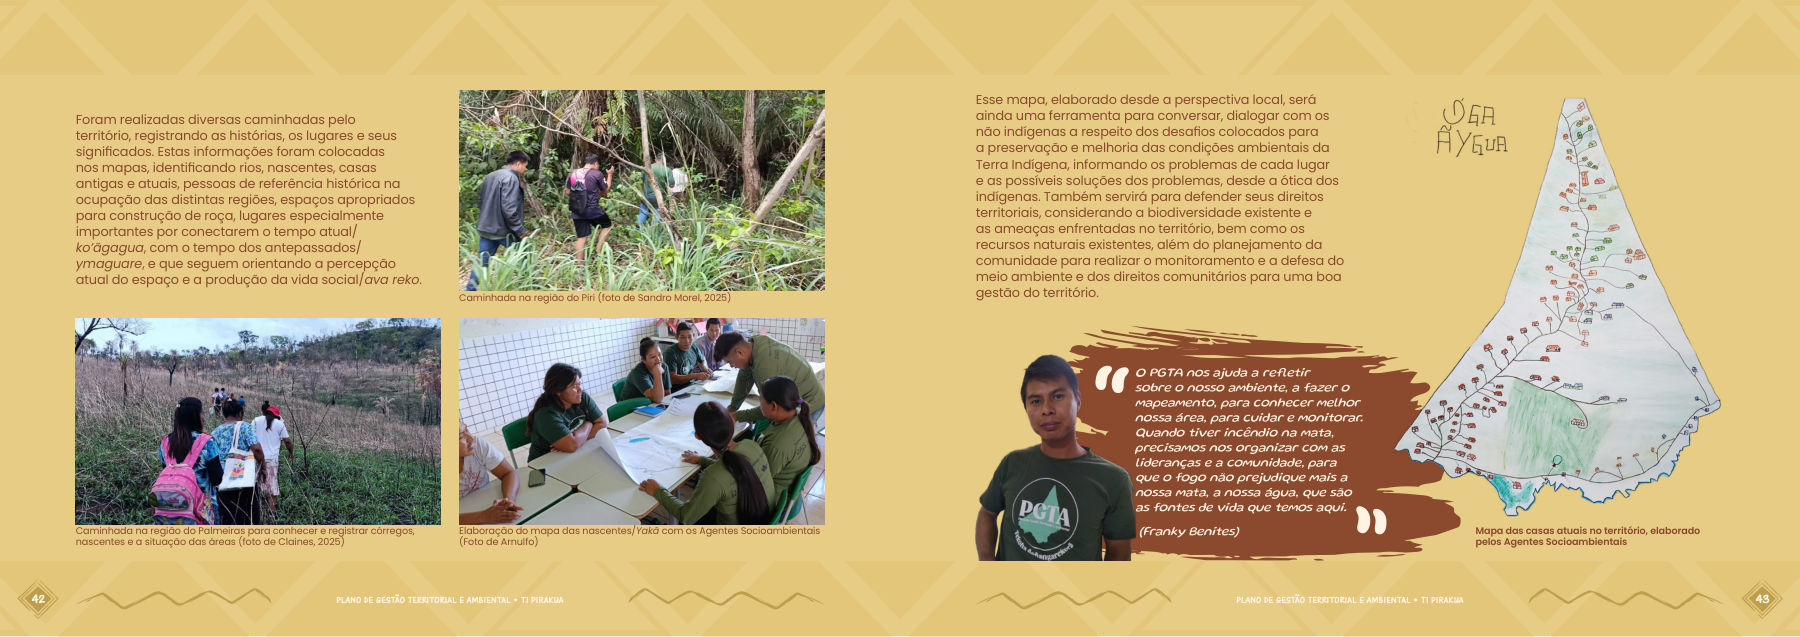 Foram realizadas diversas caminhadas pelo
território, registrando as histórias, os lugares e seus
significados. Estas informações foram colocadas
nos mapas, identificando rios, nascentes, casas
antigas e atuais, pessoas de referência histórica na
ocupação das distintas regiões, espaços apropriados
para construção de roça, lugares especialmente
importantes por conectarem o tempo atual/
ko'ãgagua, com o tempo dos antepassados/
ymaguare, e que seguem orientando a percepção
atual do espaço e a produção da vida social/ava reko.
Caminhada na região do Piri (foto de Sandro Morel, 2025)
Caminhada na região do Palmeiras para conhecer e registrar córregos,
nascentes e a situação das áreas (foto de Claines, 2025)
Elaboração do mapa das nascentes/Yakã com os Agentes Socioambientais
(Foto de Arnulfo)
42
PLANO DE GESTÃO TERRITORIAL E AMBIENTAL • TI PIRAKUA
Esse mapa, elaborado desde a perspectiva local, será
ainda uma ferramenta para conversar, dialogar com os
não indígenas a respeito dos desafios colocados para
a preservação e melhoria das condições ambientais da
Terra Indígena, informando os problemas de cada lugar
e as possíveis soluções dos problemas, desde a ótica dos
indígenas. Também servirá para defender seus direitos
territoriais, considerando a biodiversidade existente e
as ameaças enfrentadas no território, bem como os
recursos naturais existentes, além do planejamento da
comunidade para realizar o monitoramento e a defesa do
meio ambiente e dos direitos comunitários para uma boa
gestão do território.
ÓGA
ÃYGUA
“O PGTA nos ajuda a refletir
sobre o nosso ambiente, a fazer o
mapeamento, para conhecer melhor
nossa área, para cuidar e monitorar.
Quando tiver incêndio na mata,
precisamos nos organizar com as
lideranças e a comunidade, para
que o fogo não prejudique mais a
nossa mata, a nossa água, que são
as fontes de vida que temos aqui.”
(Franky Benites)
PGTA
Mapa das casas atuais no território, elaborado
pelos Agentes Socioambientais
PLANO DE GESTÃO TERRITORIAL E AMBIENTAL • TI PIRAKUA
43